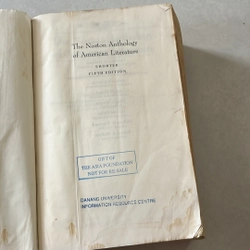 The Norton Anthology
of American Literature
SHORTER
FIFTH EDITION
GIFT OF
THE ASIA FOUNDATION
NOT FOR RE-SALE
DANANG UNIVERSITY
INFORMATION RESOURCE CENTRE